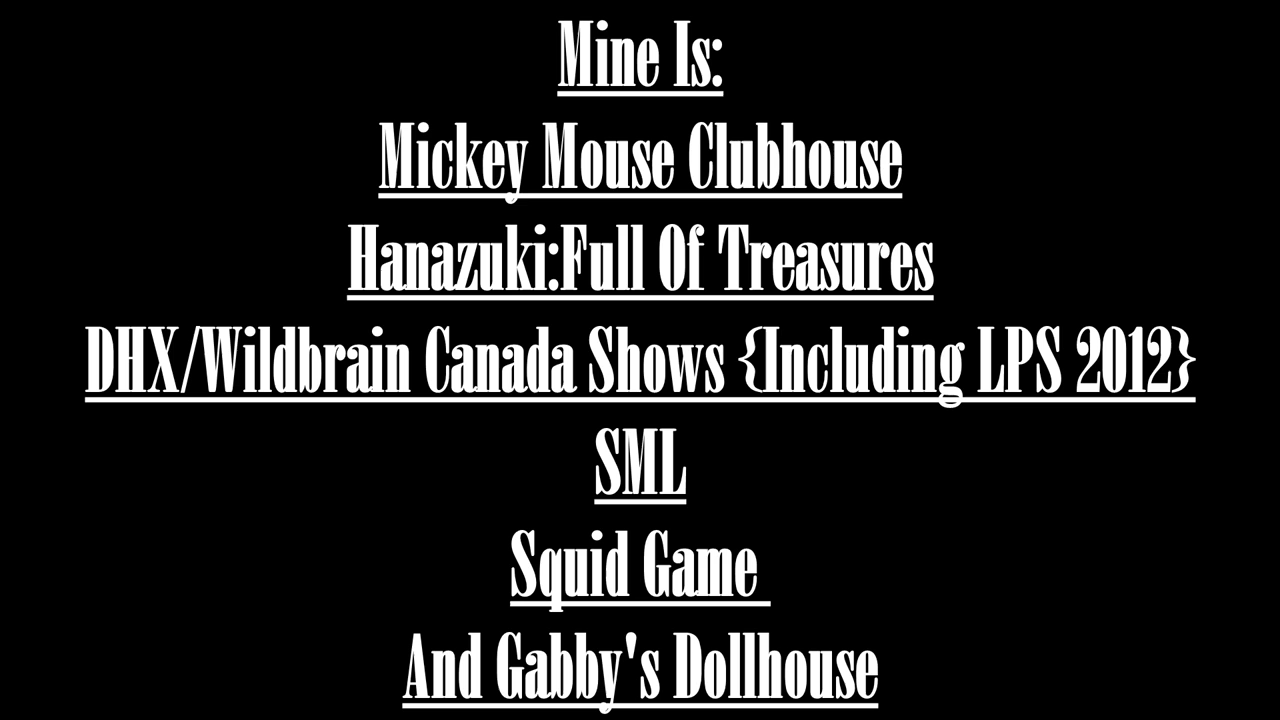 Mine Is:
Mickey Mouse Clubhouse
Hanazuki:Full Of Treasures
DHX/Wildbrain Canada Shows {Including LPS 2012}
SML
Squid Game
And Gabby's Dollhouse